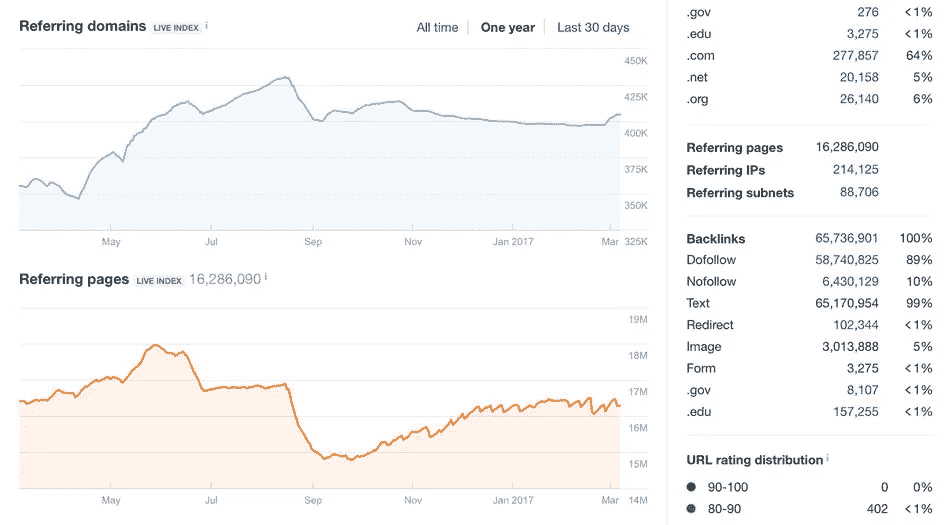 Referring domains LIVE INDEX i
All time One year Last 30 days
450K
425K
400K
375K
350K
325K
May Jul Sep Nov Jan 2017 Mar
Referring pages LIVE INDEX 16,286,090 i
19M
18M
17M
16M
15M
14M
May Jul Sep Nov Jan 2017 Mar
.gov 276 <1%
.edu 3,275 <1%
.com 277,857 64%
.net 20,158 5%
.org 26,140 6%
Referring pages 16,286,090
Referring IPs 214,125
Referring subnets 88,706
Backlinks 65,736,901 100%
Dofollow 58,740,825 89%
Nofollow 6,430,129 10%
Text 65,170,954 99%
Redirect 102,344 <1%
Image 3,013,888 5%
Form 3,275 <1%
.gov 8,107 <1%
.edu 157,255 <1%
URL rating distribution i
90-100 0 0%
80-90 402 <1%